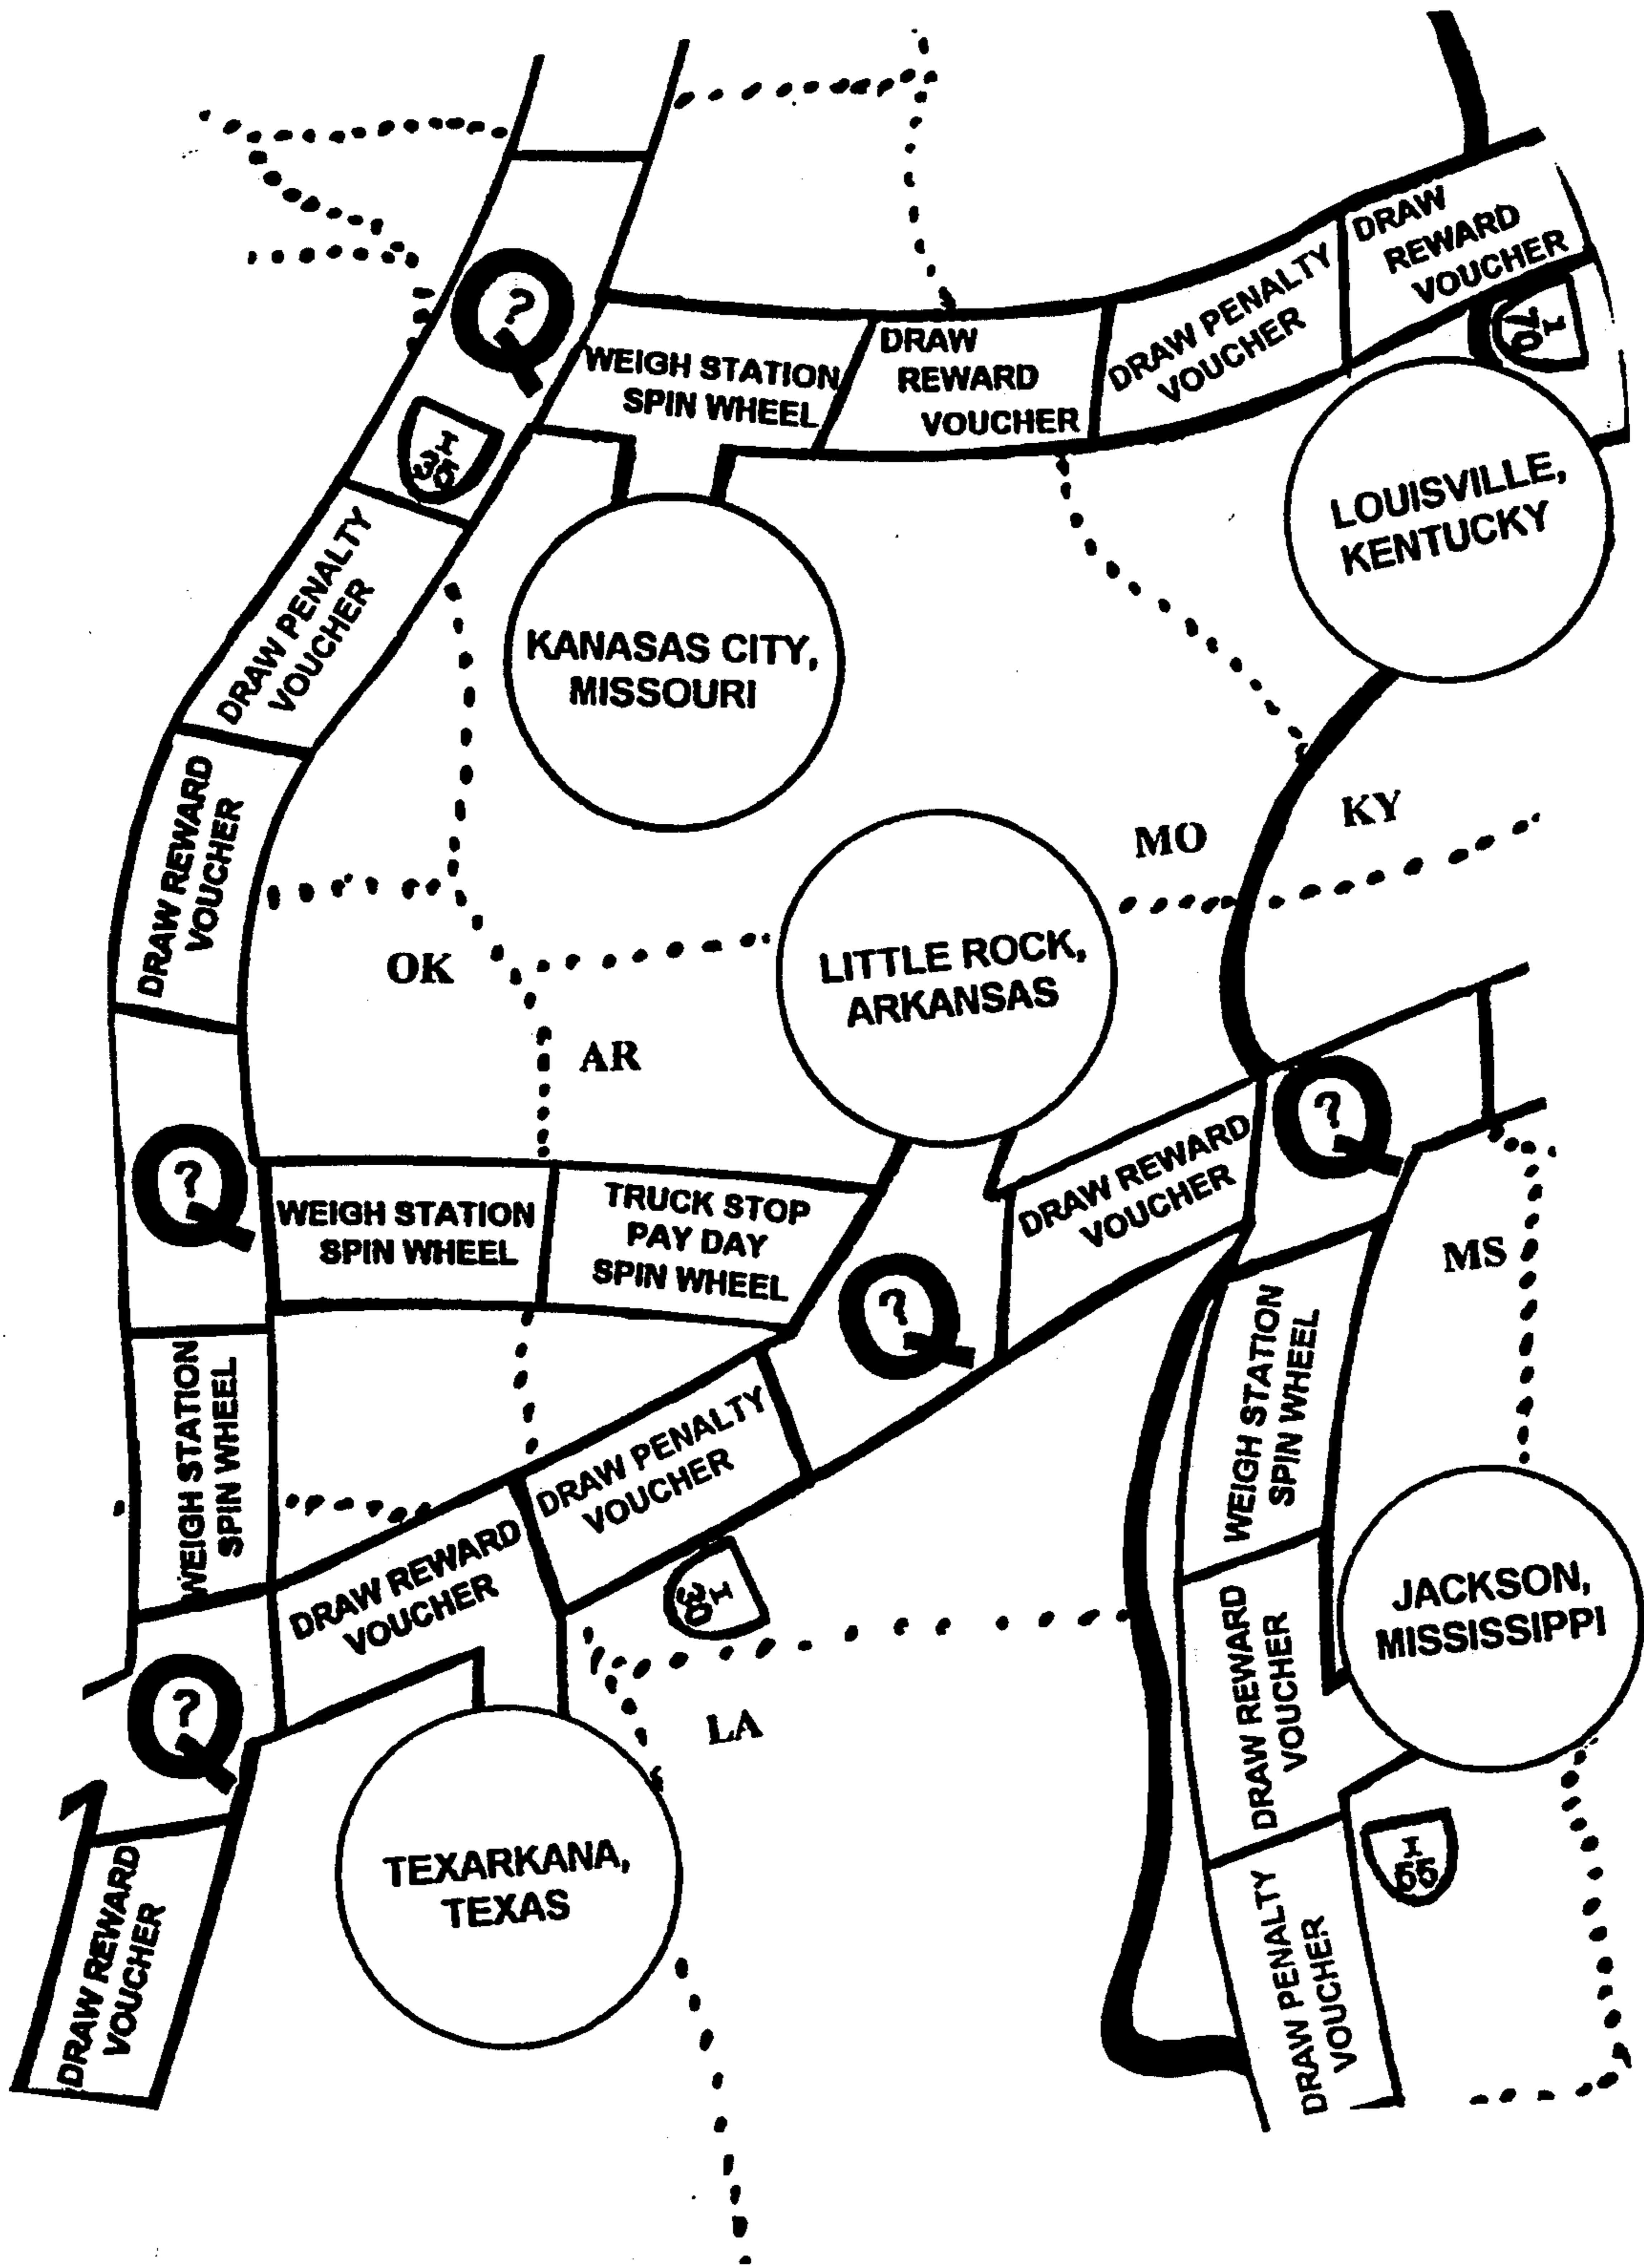 DRAW
REWARD
VOUCHER
I
70
DRAW PENALTY
VOUCHER
DRAW
REWARD
VOUCHER
WEIGH STATION
SPIN WHEEL
Q
?
I
35
LOUISVILLE,
KENTUCKY
KANASAS CITY,
MISSOURI
DRAW PENALTY
VOUCHER
DRAW REWARD
VOUCHER
MO
KY
OK
AR
LITTLE ROCK,
ARKANSAS
Q
?
WEIGH STATION
SPIN WHEEL
TRUCK STOP
PAY DAY
SPIN WHEEL
Q
?
DRAW REWARD
VOUCHER
Q
?
MS
WEIGH STATION
SPIN WHEEL
WEIGH STATION
SPIN WHEEL
DRAW REWARD
VOUCHER
DRAW PENALTY
VOUCHER
I
30
LA
Q
?
DRAW REWARD
VOUCHER
JACKSON,
MISSISSIPPI
I
55
DRAW PENALTY
VOUCHER
TEXARKANA,
TEXAS
DRAW REWARD
VOUCHER